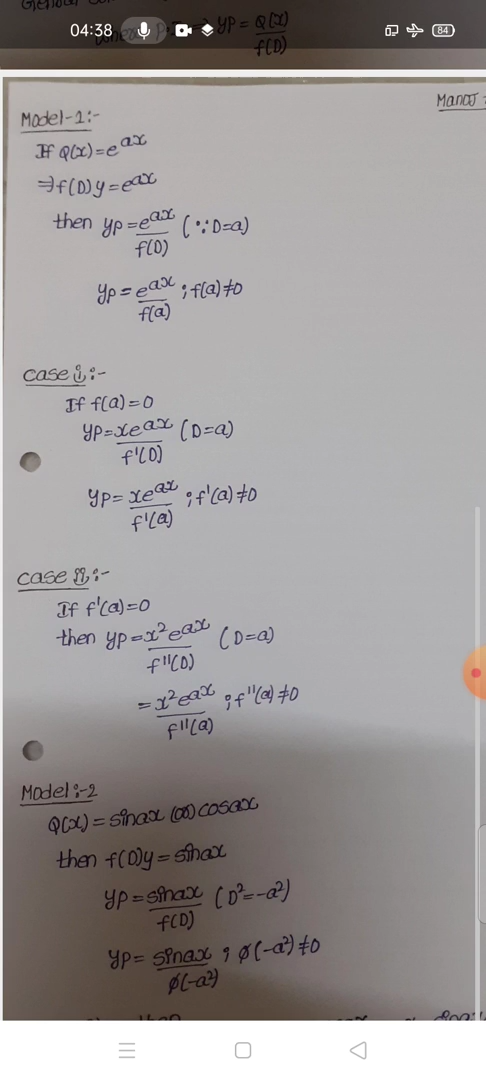 04:38
84
yp = Q(x)
f(D)
Manoj
Model-1:-
If Q(x)=e^ax
⇒f(D)y=e^ax
then yp=e^ax (∵D=a)
f(D)
yp=e^ax ; f(a)≠0
f(a)
case i:-
If f(a)=0
yp=xe^ax (D=a)
f'(D)
yp=xe^ax ; f'(a)≠0
f'(a)
case ii:-
If f'(a)=0
then yp=x²e^ax (D=a)
f''(D)
=x²e^ax ; f''(a)≠0
f''(a)
Model:-2
Q(x)=sinax (or) cosax
then f(D)y=sinax
yp=sinax (D²=-a²)
f(D)
yp= sinax ; ϕ(-a²)≠0
ϕ(-a²)
then